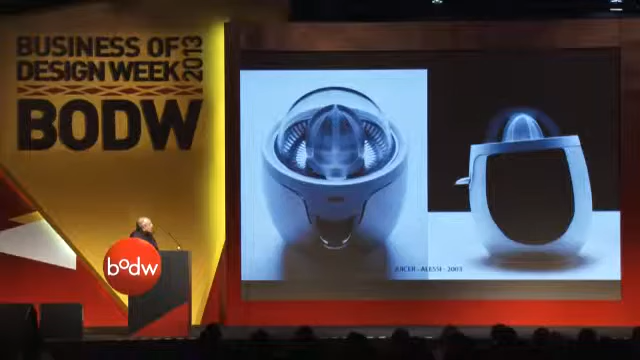 BUSINESS OF
DESIGN WEEK
2013
BODW
bodw
JUICER - ALESSI - 2003